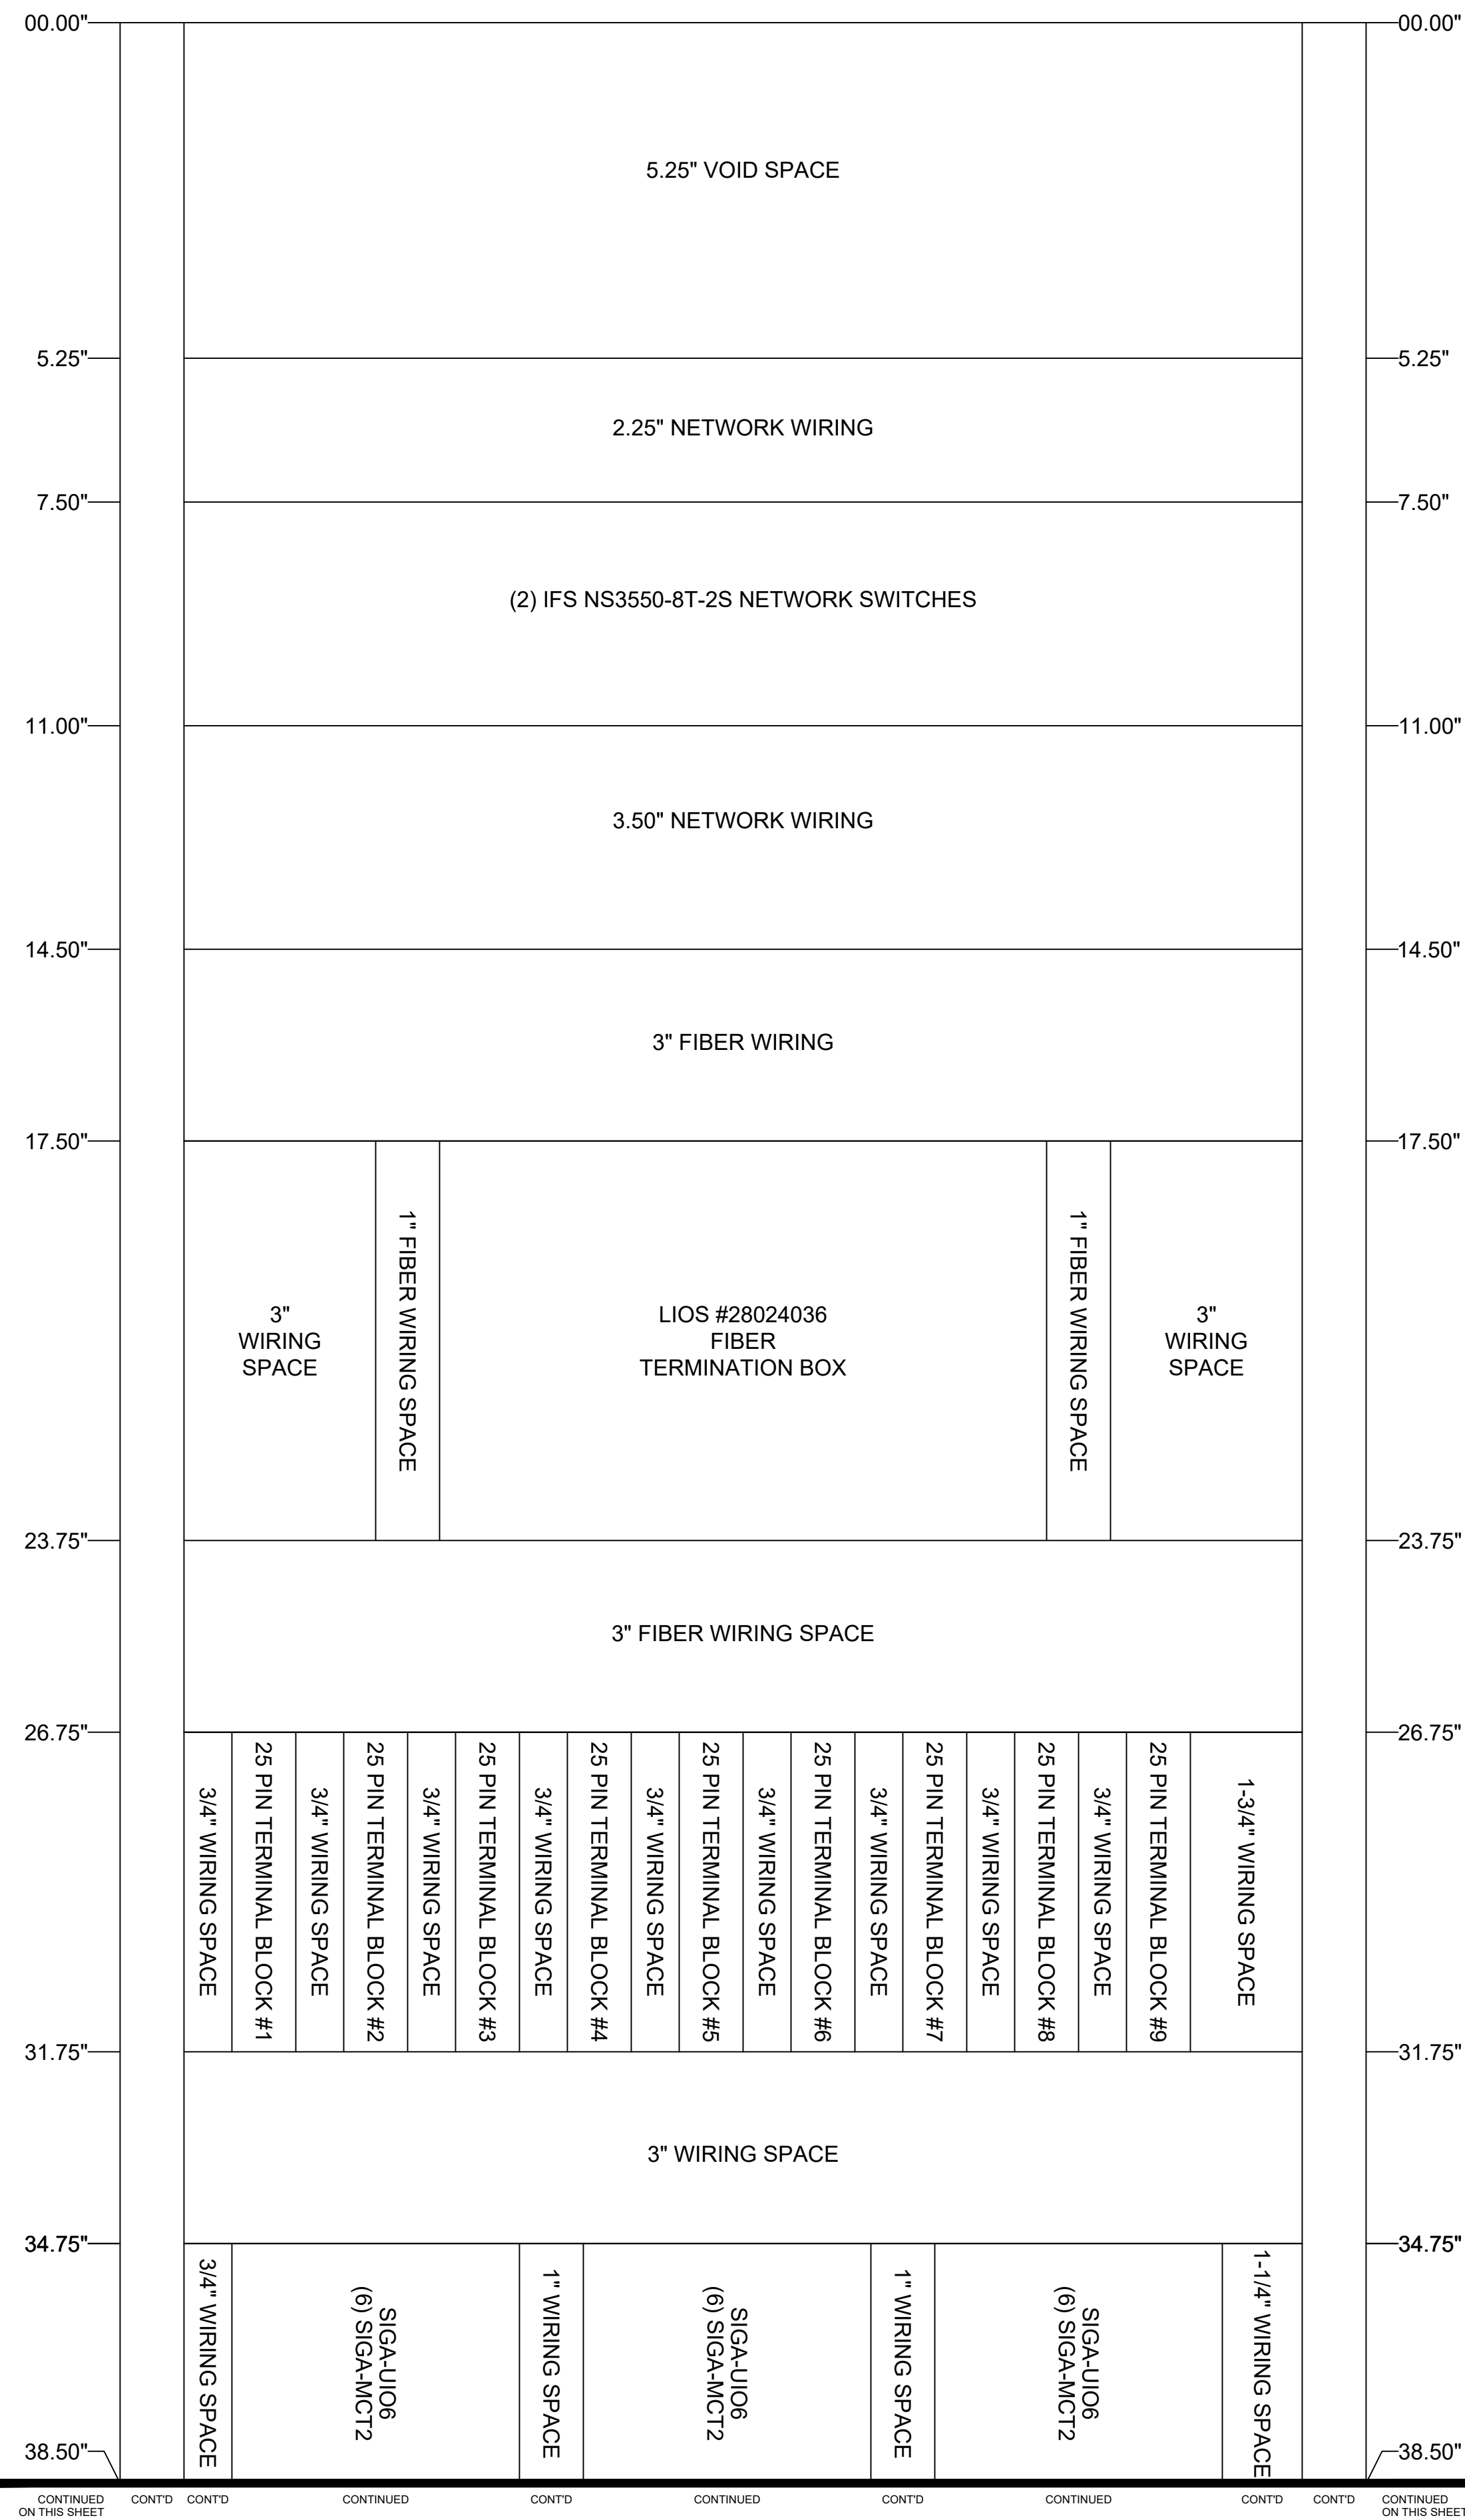 00.00" 00.00"
5.25" VOID SPACE
5.25" 5.25"
2.25" NETWORK WIRING
7.50" 7.50"
(2) IFS NS3550-8T-2S NETWORK SWITCHES
11.00" 11.00"
3.50" NETWORK WIRING
14.50" 14.50"
3" FIBER WIRING
17.50" 17.50"
3"
WIRING
SPACE
1" FIBER WIRING SPACE
LIOS #28024036
FIBER
TERMINATION BOX
1" FIBER WIRING SPACE
3"
WIRING
SPACE
23.75" 23.75"
3" FIBER WIRING SPACE
26.75" 26.75"
3/4" WIRING SPACE
25 PIN TERMINAL BLOCK #1
3/4" WIRING SPACE
25 PIN TERMINAL BLOCK #2
3/4" WIRING SPACE
25 PIN TERMINAL BLOCK #3
3/4" WIRING SPACE
25 PIN TERMINAL BLOCK #4
3/4" WIRING SPACE
25 PIN TERMINAL BLOCK #5
3/4" WIRING SPACE
25 PIN TERMINAL BLOCK #6
3/4" WIRING SPACE
25 PIN TERMINAL BLOCK #7
3/4" WIRING SPACE
25 PIN TERMINAL BLOCK #8
3/4" WIRING SPACE
25 PIN TERMINAL BLOCK #9
1-3/4" WIRING SPACE
31.75" 31.75"
3" WIRING SPACE
34.75" 34.75"
3/4" WIRING SPACE
SIGA-UIO6
(6) SIGA-MCT2
1" WIRING SPACE
SIGA-UIO6
(6) SIGA-MCT2
1" WIRING SPACE
SIGA-UIO6
(6) SIGA-MCT2
1-1/4" WIRING SPACE
38.50" 38.50"
CONTINUED
ON THIS SHEET
CONT'D
CONT'D
CONTINUED
CONT'D
CONTINUED
CONT'D
CONTINUED
CONT'D
CONT'D
CONTINUED
ON THIS SHEET